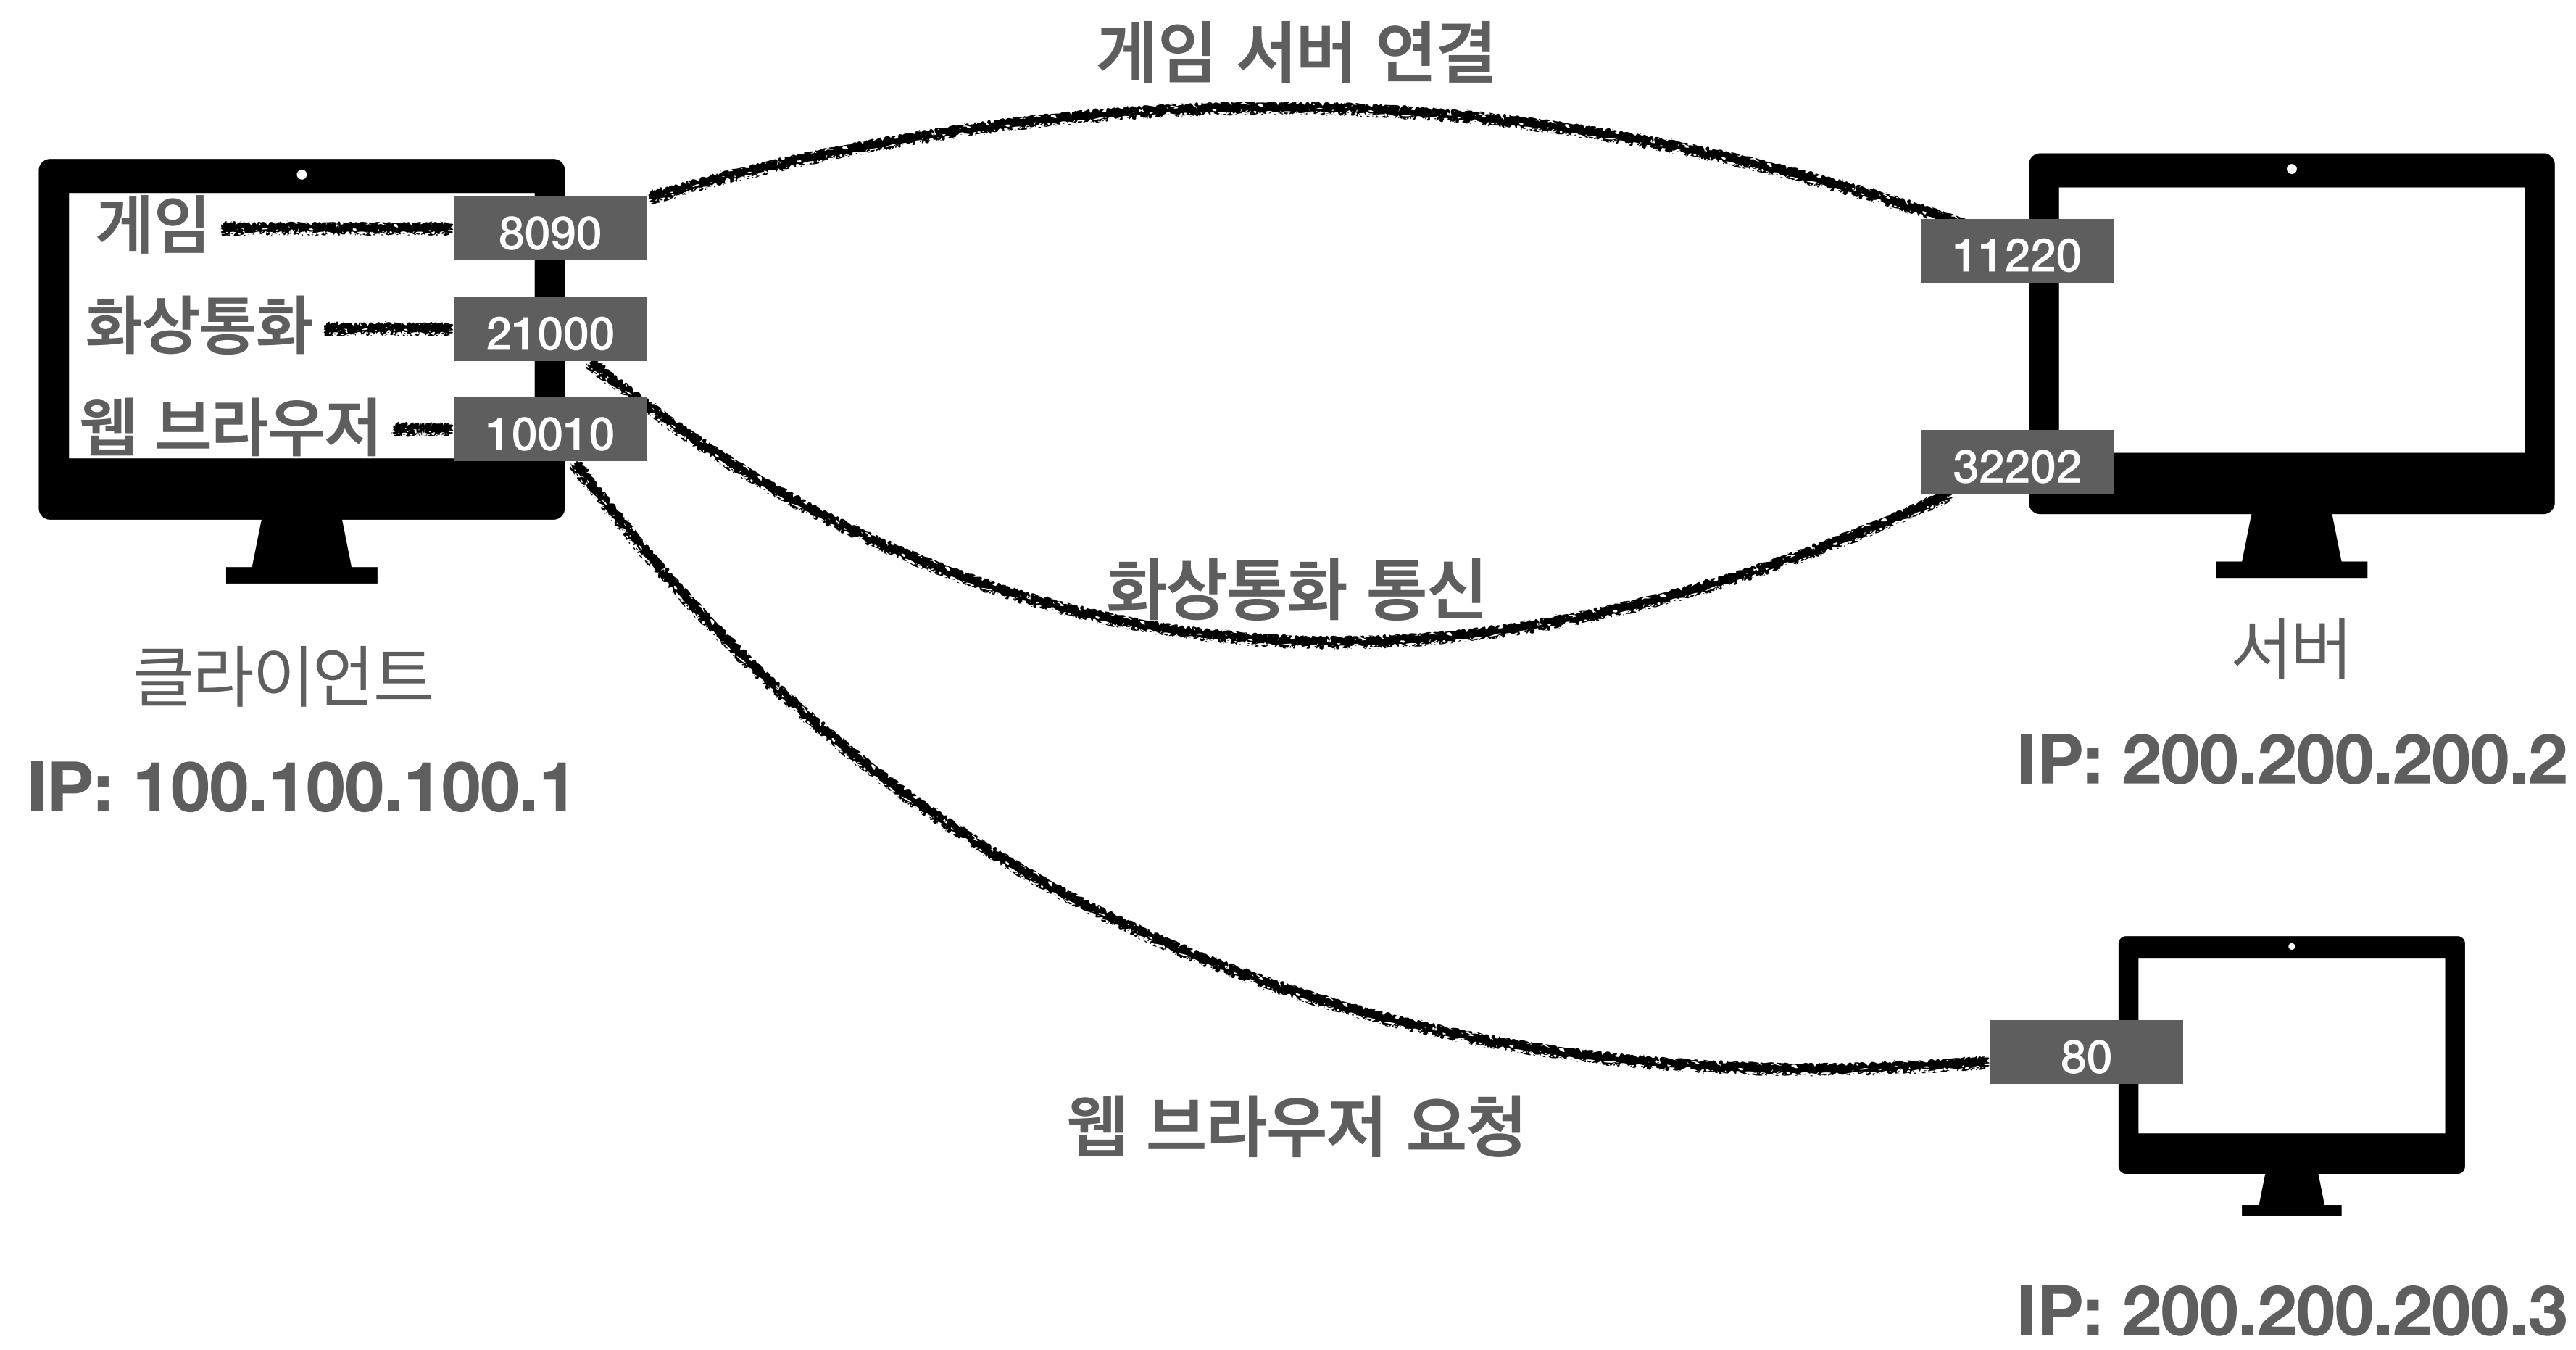 게임 서버 연결
게임
8090
11220
화상통화
21000
웹 브라우저
10010
32202
화상통화 통신
클라이언트
서버
IP: 100.100.100.1
IP: 200.200.200.2
80
웹 브라우저 요청
IP: 200.200.200.3